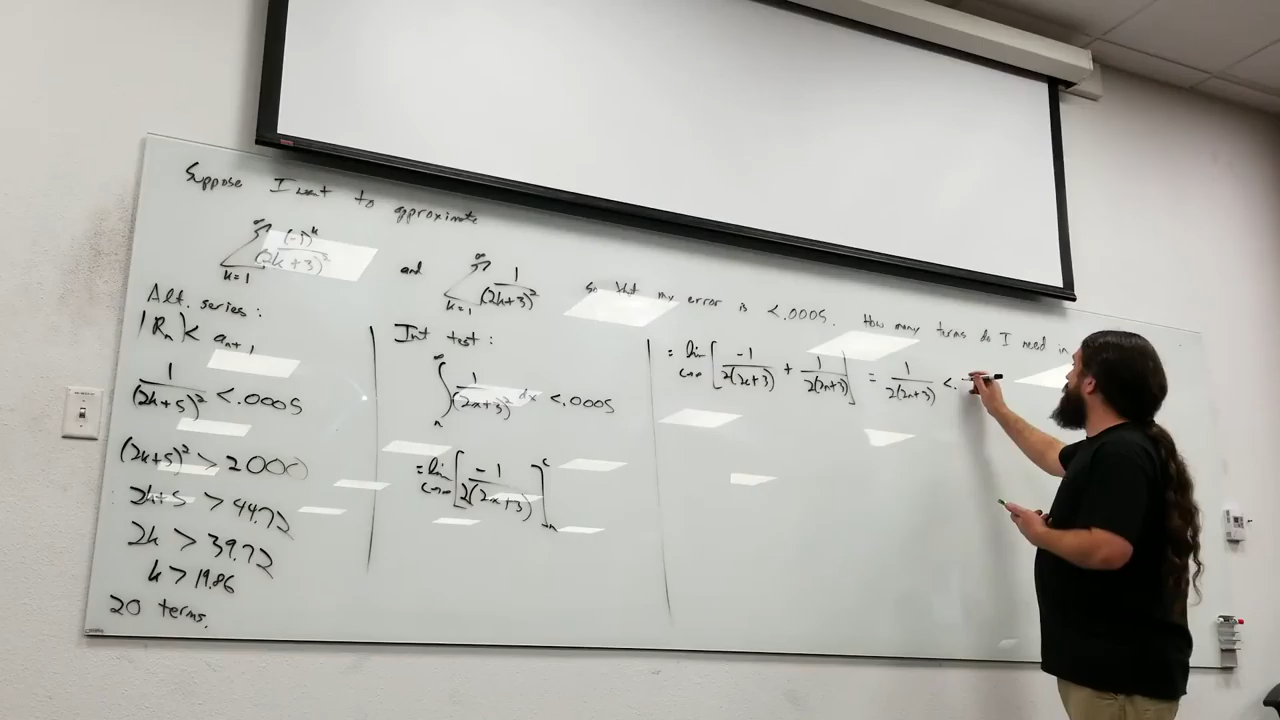 Suppose I want to approximate
∞ ∑ k=1 (-1)^k / (2k+3)^2 and ∞ ∑ k=1 1 / (2k+3)^2 so that my error is <.0005. How many terms do I need in
Alt. series:
|R_n| < a_{n+1}
1 / (2k+5)^2 < .0005
(2k+5)^2 > 2000
2k+5 > 44.72
2k > 39.72
k > 19.86
20 terms.
Int test:
∫_n^∞ 1 / (2x+3)^2 dx < .0005
= lim c→∞ [ -1 / 2(2x+3) ]_n^c
= lim c→∞ [ -1 / 2(2c+3) + 1 / 2(2n+3) ] = 1 / 2(2n+3) < .